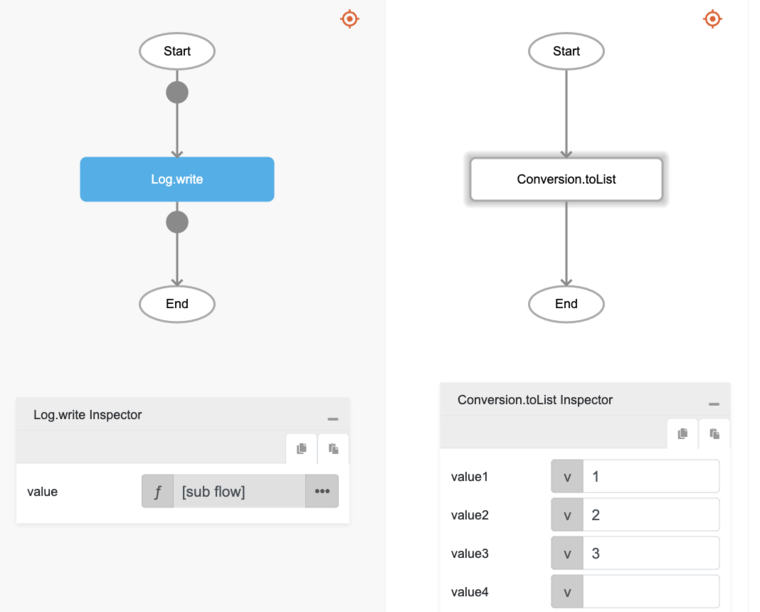 Start
Log.write
End
Log.write Inspector
value f [sub flow] •••
Start
Conversion.toList
End
Conversion.toList Inspector
value1 v 1
value2 v 2
value3 v 3
value4 v